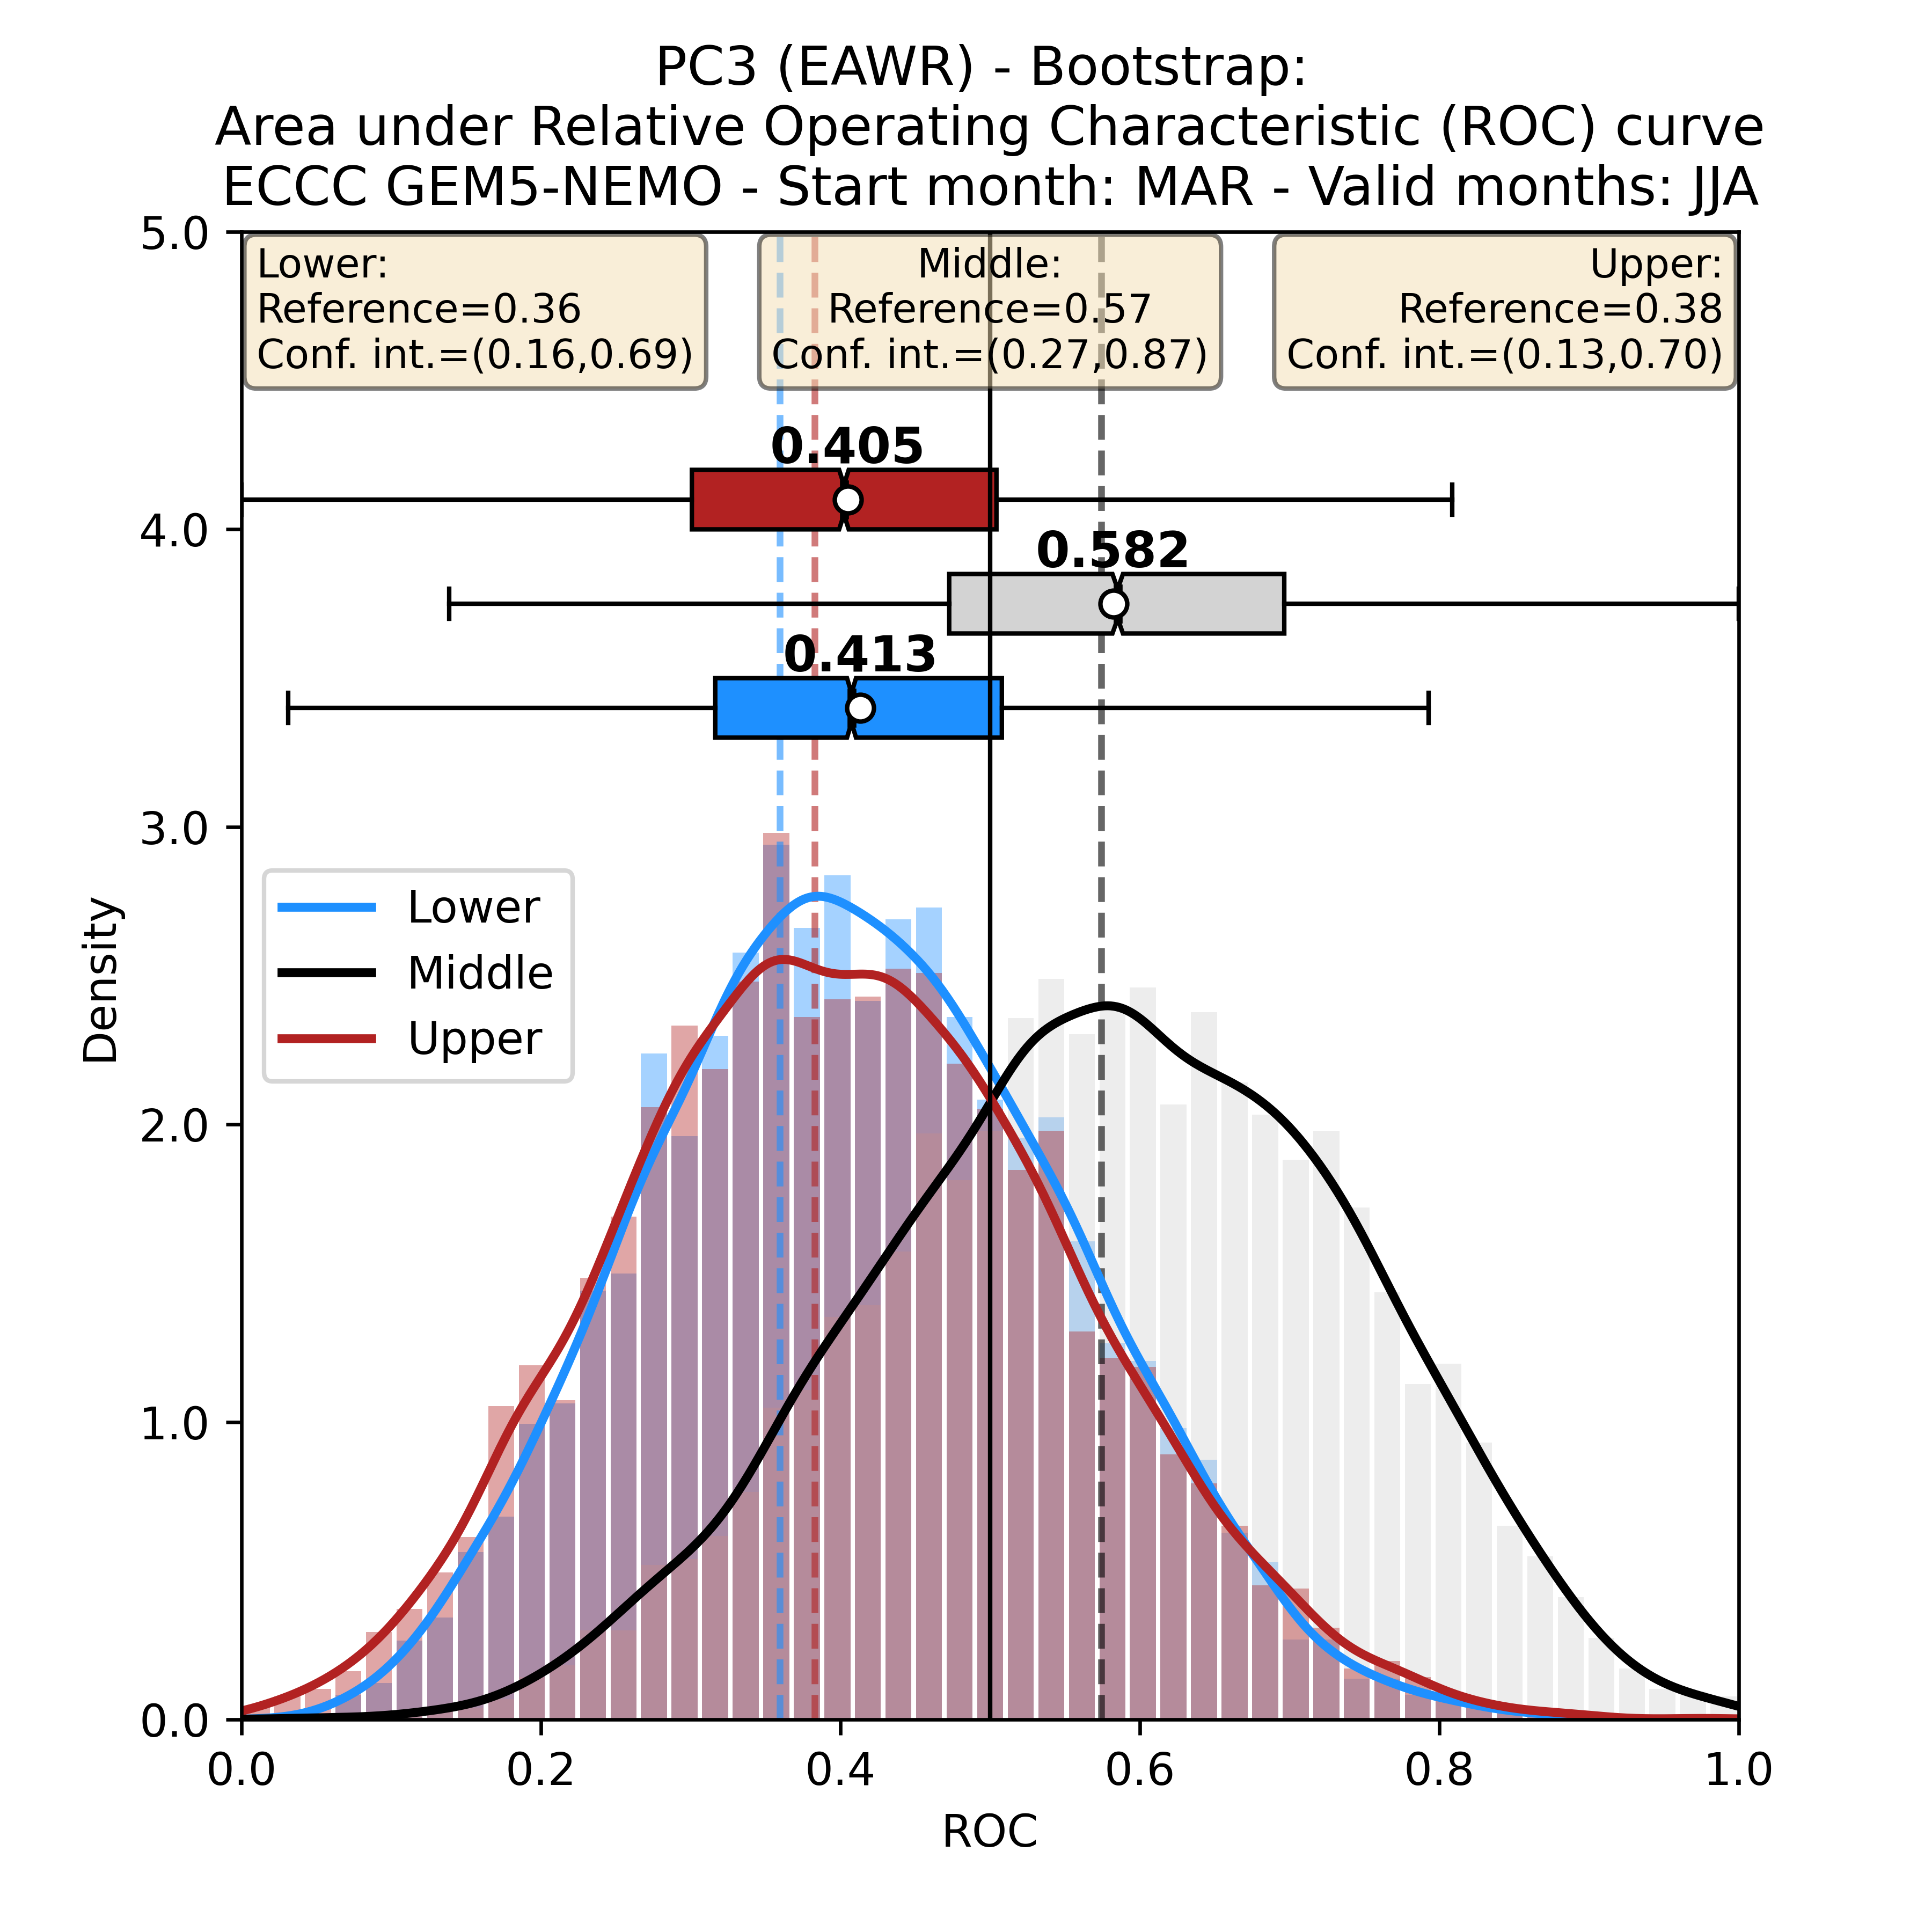 PC3 (EAWR) - Bootstrap:
Area under Relative Operating Characteristic (ROC) curve
ECCC GEM5-NEMO - Start month: MAR - Valid months: JJA
Lower:
Reference=0.36
Conf. int.=(0.16,0.69)
Middle:
Reference=0.57
Conf. int.=(0.27,0.87)
Upper:
Reference=0.38
Conf. int.=(0.13,0.70)
0.405
0.582
0.413
Lower
Middle
Upper
Density
5.0
4.0
3.0
2.0
1.0
0.0
0.0
0.2
0.4
0.6
0.8
1.0
ROC